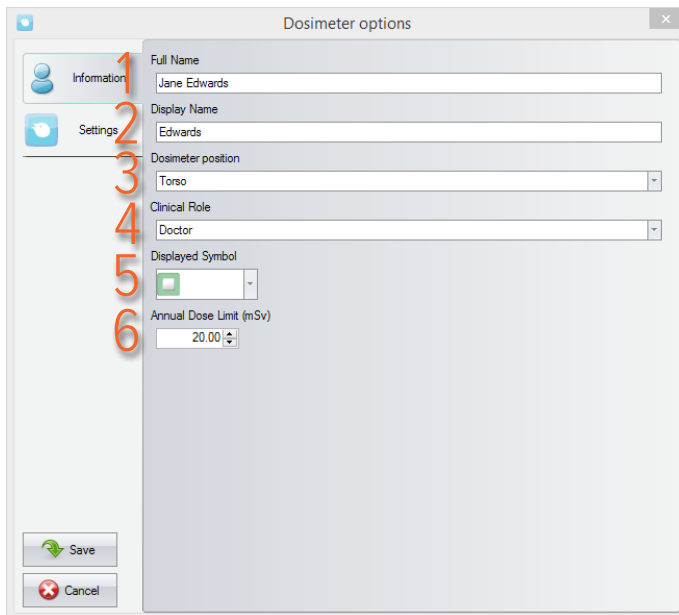 Dosimeter options
Information
Settings
1
Full Name
Jane Edwards
2
Display Name
Edwards
3
Dosimeter position
Torso
4
Clinical Role
Doctor
5
Displayed Symbol
6
Annual Dose Limit (mSv)
20.00
Save
Cancel